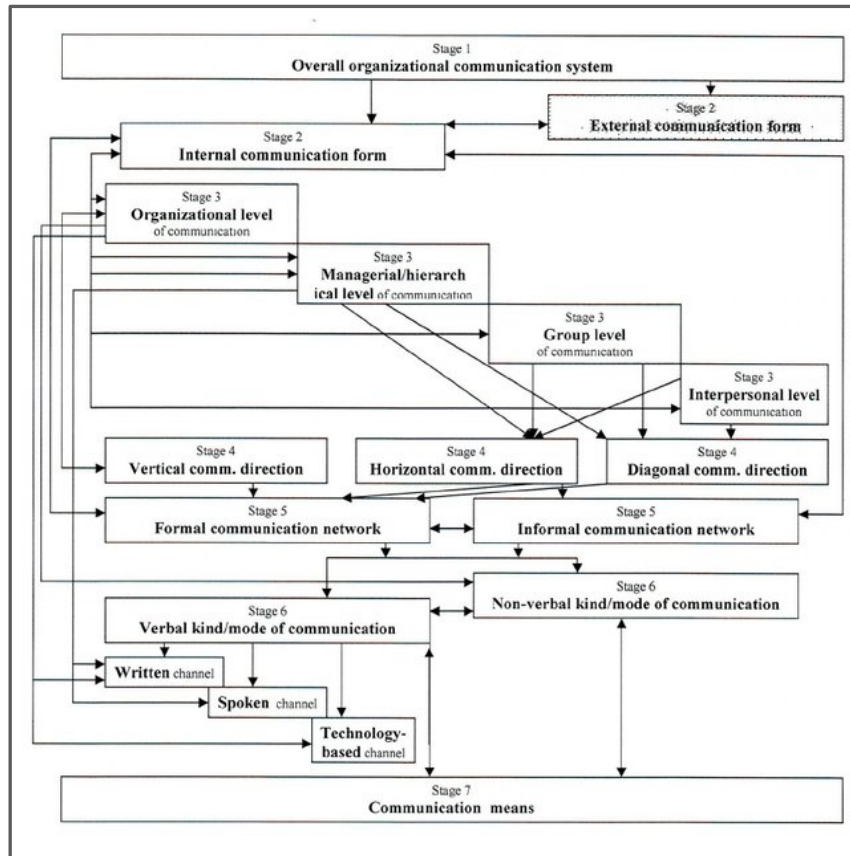 Stage 1
Overall organizational communication system
Stage 2
External communication form
Stage 2
Internal communication form
Stage 3
Organizational level
of communication
Stage 3
Managerial/hierarch
ical level of communication
Stage 3
Group level
of communication
Stage 3
Interpersonal level
of communication
Stage 4
Vertical comm. direction
Stage 4
Horizontal comm. direction
Stage 4
Diagonal comm. direction
Stage 5
Formal communication network
Stage 5
Informal communication network
Stage 6
Non-verbal kind/mode of communication
Stage 6
Verbal kind/mode of communication
Written channel
Spoken channel
Technology-
based channel
Stage 7
Communication means